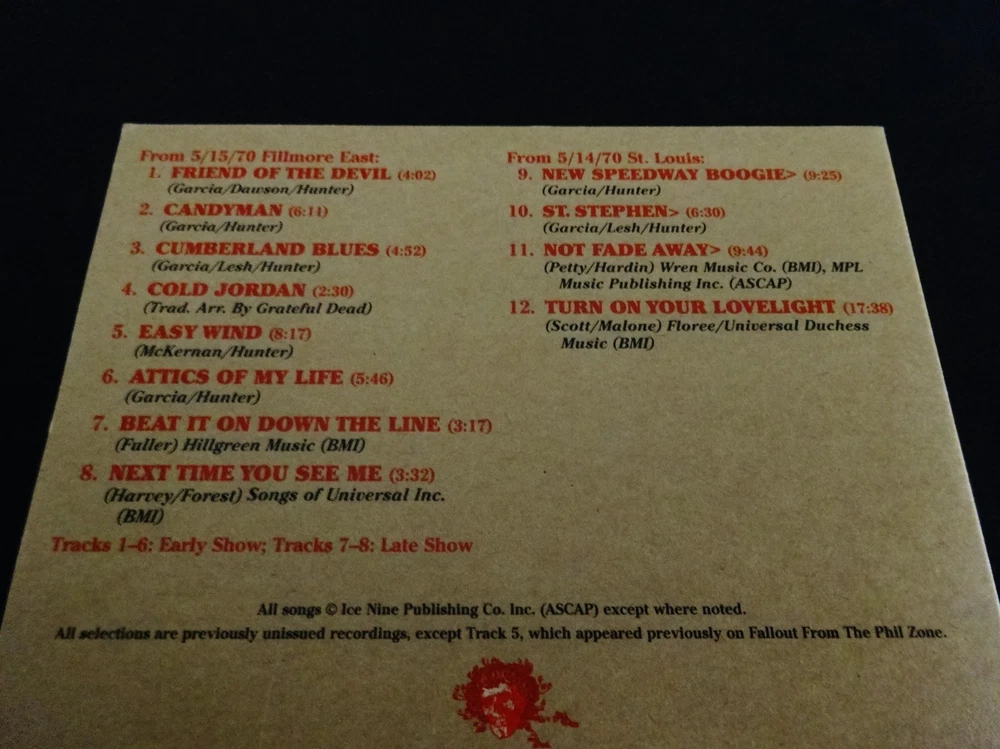 From 5/15/70 Fillmore East:
1. FRIEND OF THE DEVIL (4:02)
(Garcia/Dawson/Hunter)
2. CANDYMAN (6:11)
(Garcia/Hunter)
3. CUMBERLAND BLUES (4:52)
(Garcia/Lesh/Hunter)
4. COLD JORDAN (2:30)
(Trad. Arr. By Grateful Dead)
5. EASY WIND (8:17)
(McKernan/Hunter)
6. ATTICS OF MY LIFE (5:46)
(Garcia/Hunter)
7. BEAT IT ON DOWN THE LINE (3:17)
(Fuller) Hillgreen Music (BMI)
8. NEXT TIME YOU SEE ME (3:32)
(Harvey/Forest) Songs of Universal Inc.
(BMI)
Tracks 1–6: Early Show; Tracks 7–8: Late Show
From 5/14/70 St. Louis:
9. NEW SPEEDWAY BOOGIE> (9:25)
(Garcia/Hunter)
10. ST. STEPHEN> (6:30)
(Garcia/Lesh/Hunter)
11. NOT FADE AWAY> (9:44)
(Petty/Hardin) Wren Music Co. (BMI), MPL
Music Publishing Inc. (ASCAP)
12. TURN ON YOUR LOVELIGHT (17:38)
(Scott/Malone) Floree/Universal Duchess
Music (BMI)
All songs © Ice Nine Publishing Co. Inc. (ASCAP) except where noted.
All selections are previously unissued recordings, except Track 5, which appeared previously on Fallout From The Phil Zone.